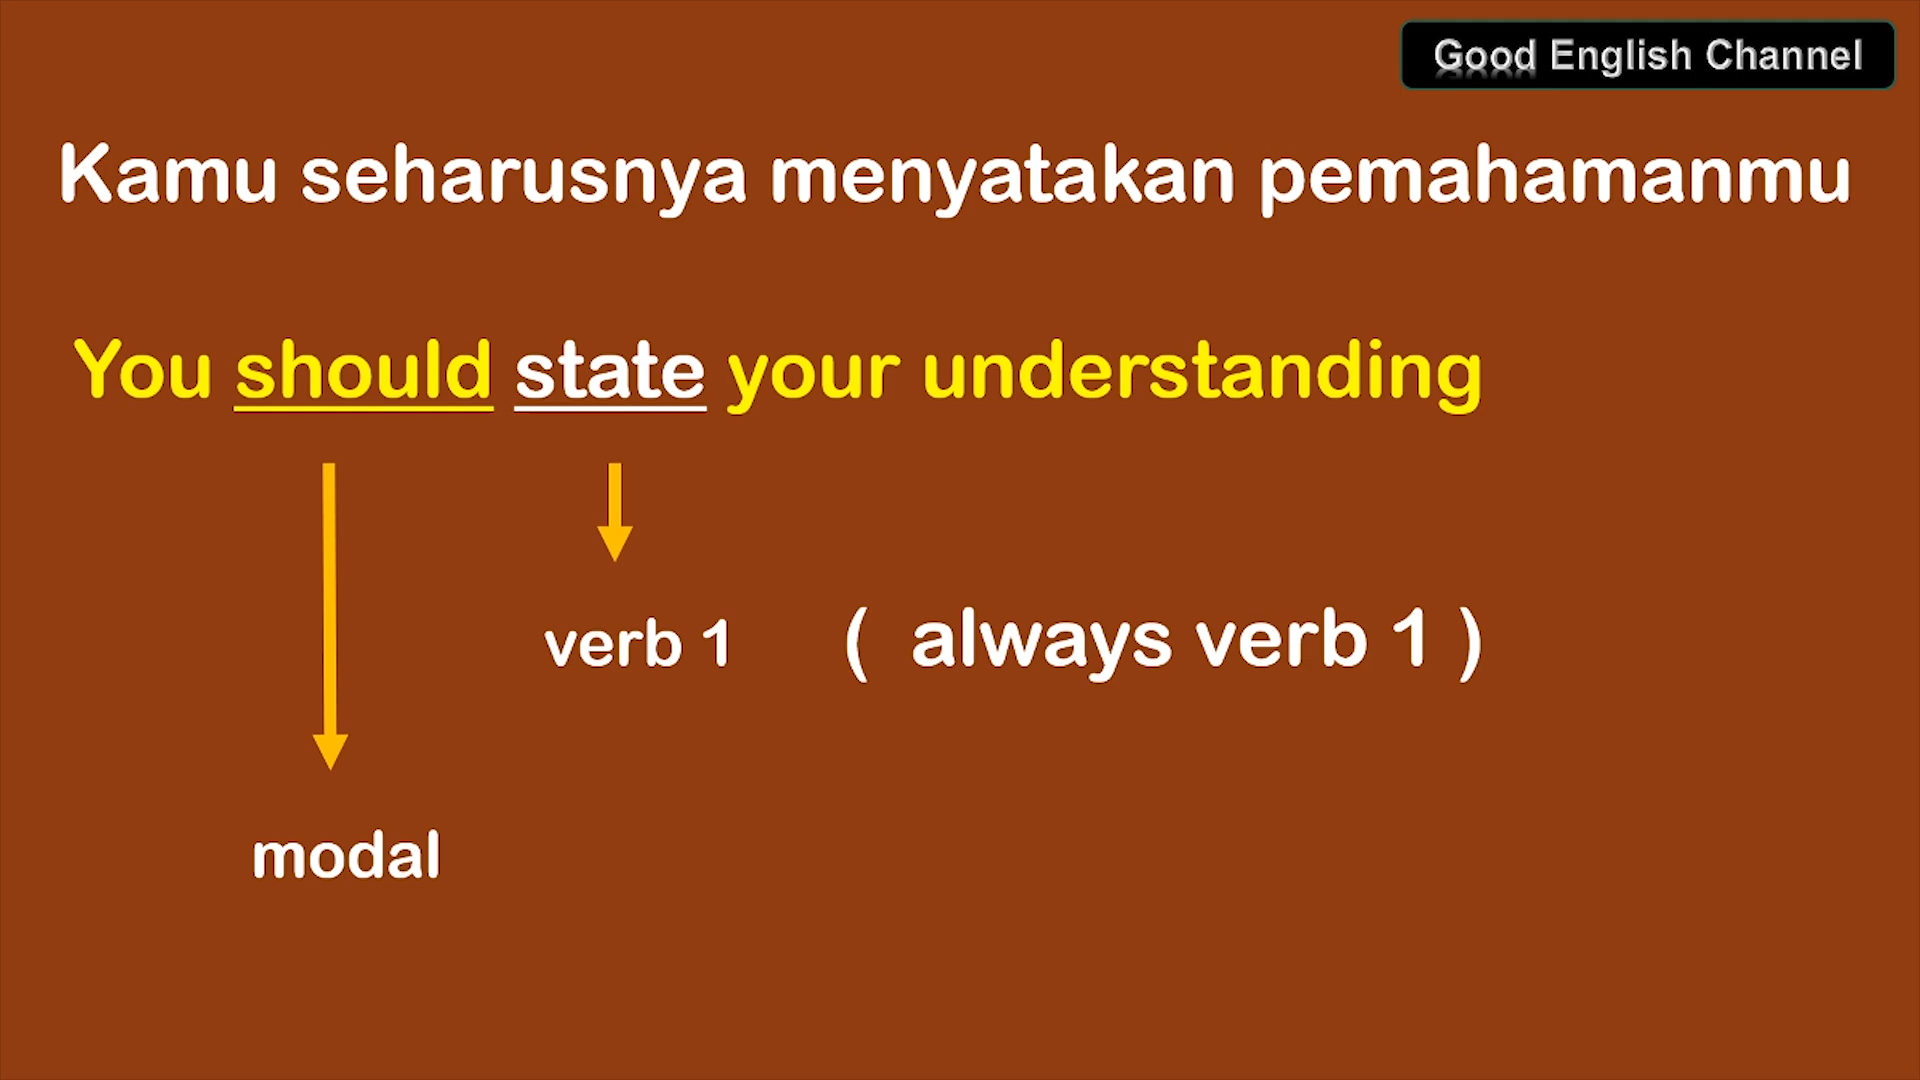 Good English Channel
Kamu seharusnya menyatakan pemahamanmu
You should state your understanding
verb 1 ( always verb 1 )
modal